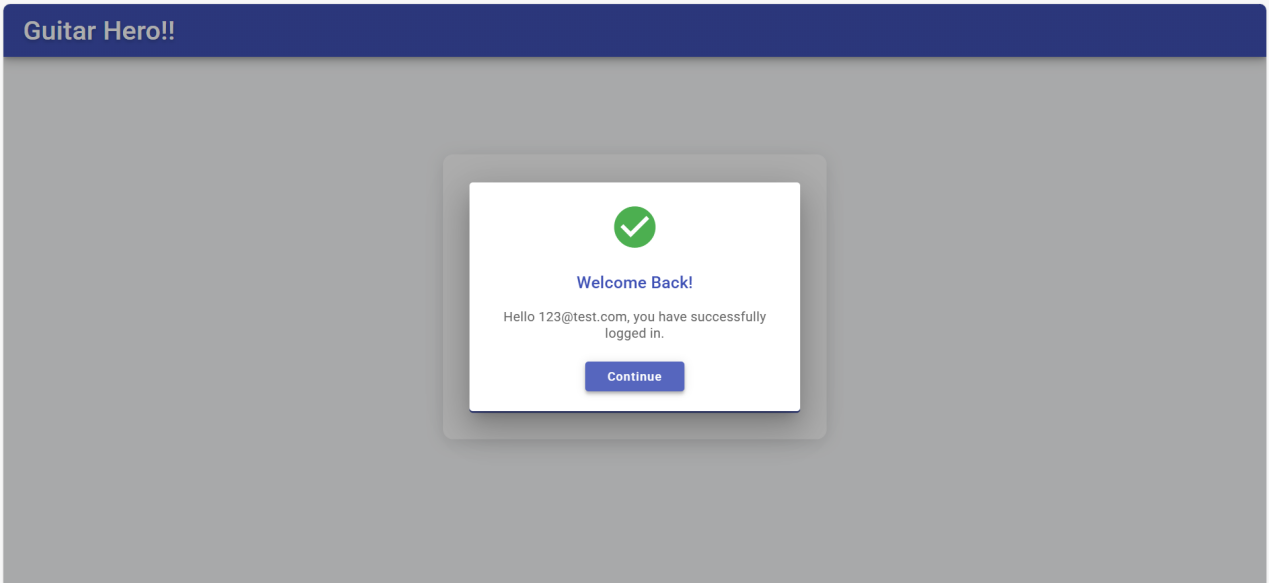 Guitar Hero!!
Welcome Back!
Hello 123@test.com, you have successfully
logged in.
Continue